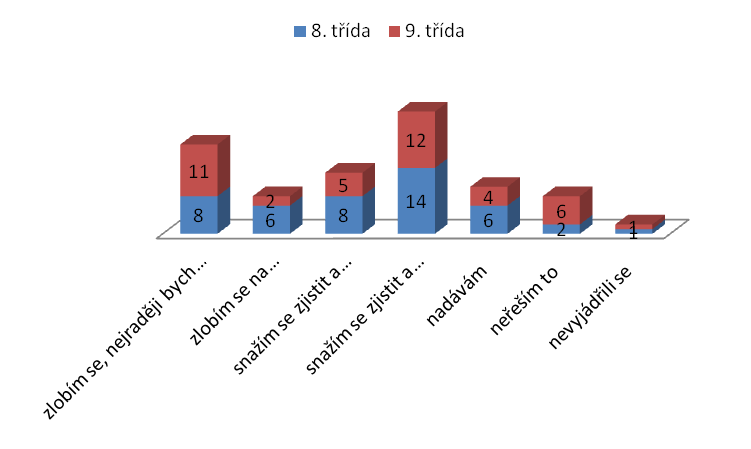 8. třída 9. třída
11 2 5 12 4 6 1
8 6 8 14 6 2 1
zlobím se, nejraději bych...
zlobím se na...
snažím se zjistit a...
snažím se zjistit a...
nadávám
neřeším to
nevyjádřili se